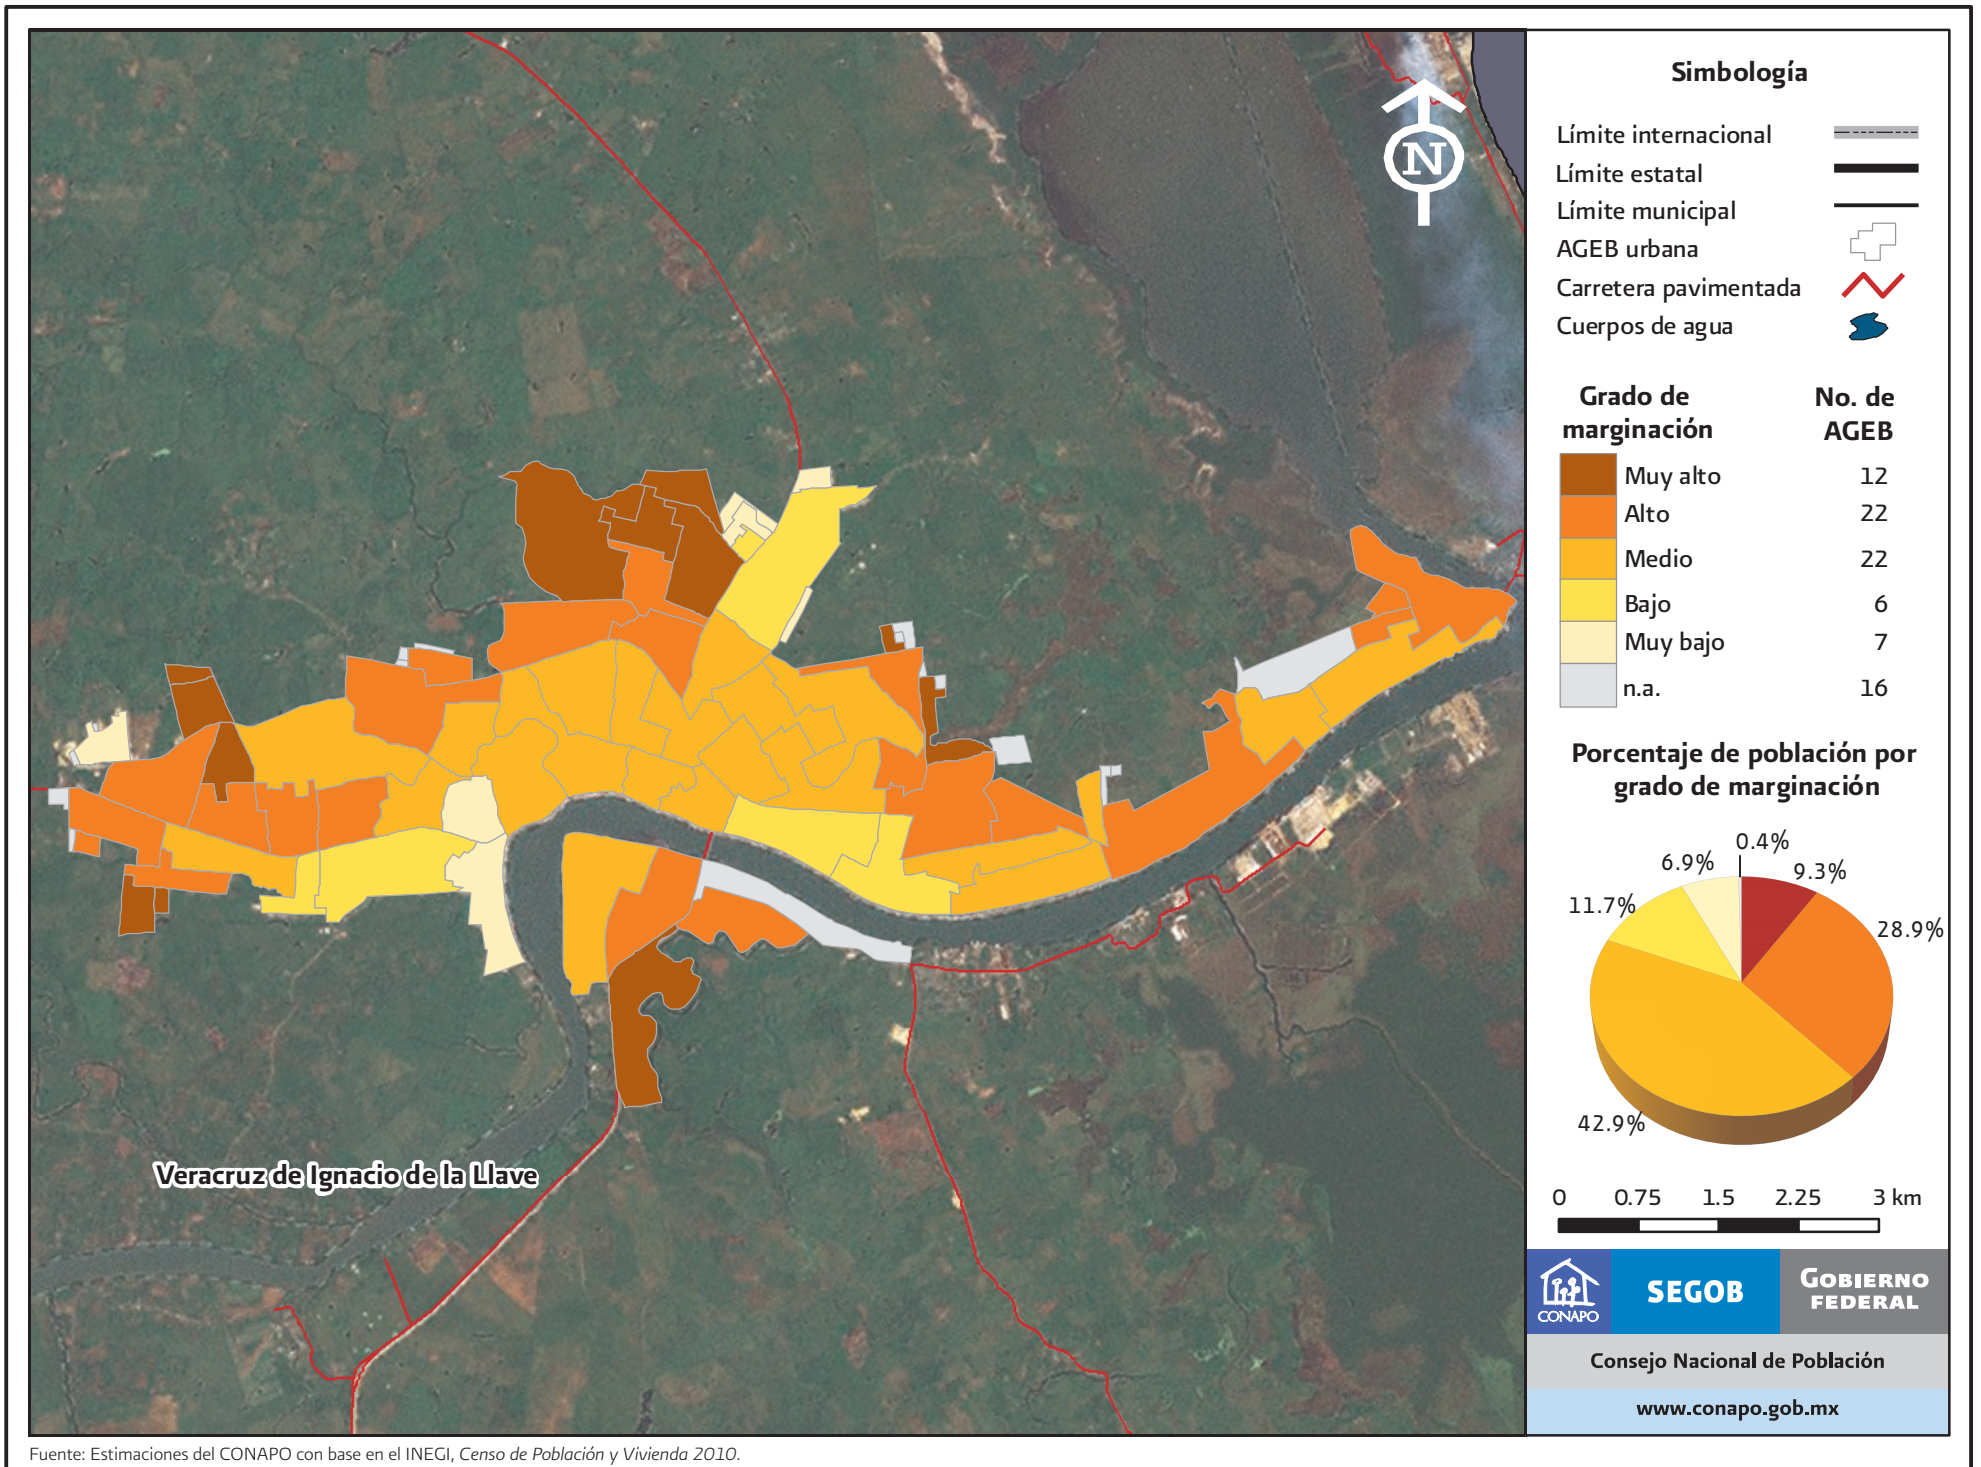 N
Veracruz de Ignacio de la Llave
Simbología
Límite internacional
Límite estatal
Límite municipal
AGEB urbana
Carretera pavimentada
Cuerpos de agua
Grado de marginación
No. de AGEB
Muy alto 12
Alto 22
Medio 22
Bajo 6
Muy bajo 7
n.a. 16
Porcentaje de población por
grado de marginación
0.4%
6.9%
9.3%
11.7%
28.9%
42.9%
0 0.75 1.5 2.25 3 km
CONAPO
SEGOB
GOBIERNO
FEDERAL
Consejo Nacional de Población
www.conapo.gob.mx
Fuente: Estimaciones del CONAPO con base en el INEGI, Censo de Población y Vivienda 2010.